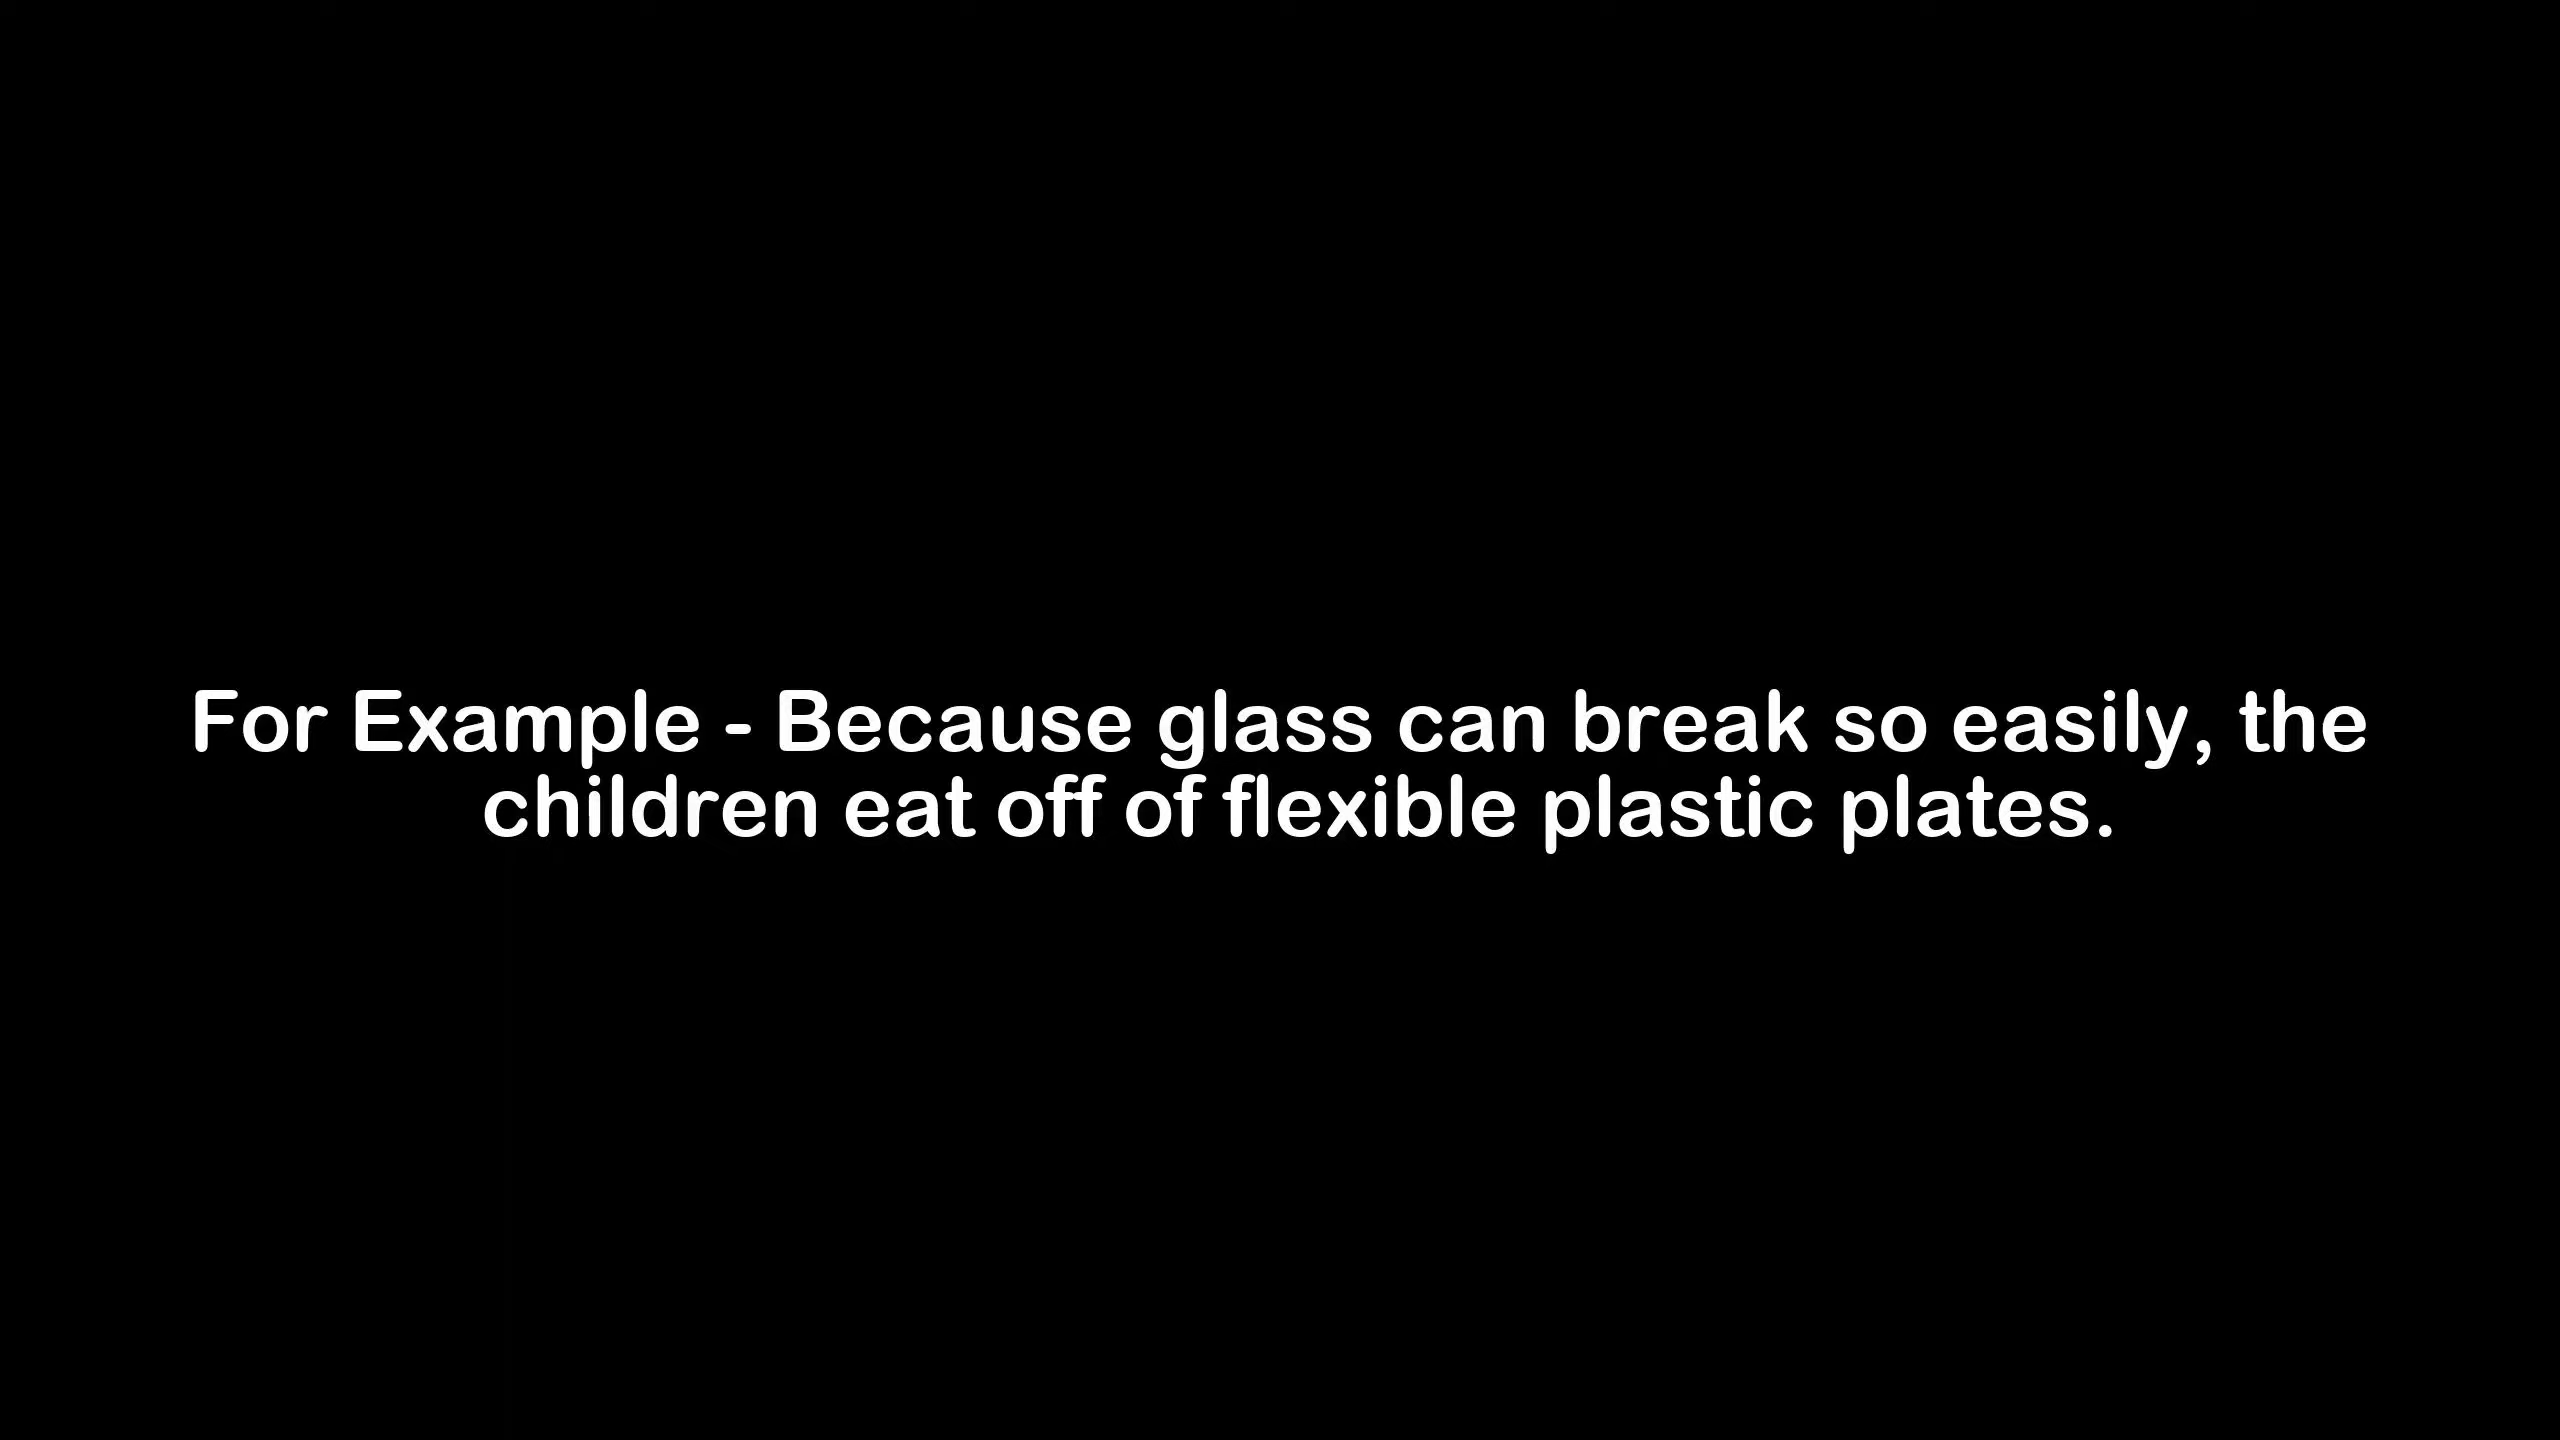 For Example - Because glass can break so easily, the
children eat off of flexible plastic plates.